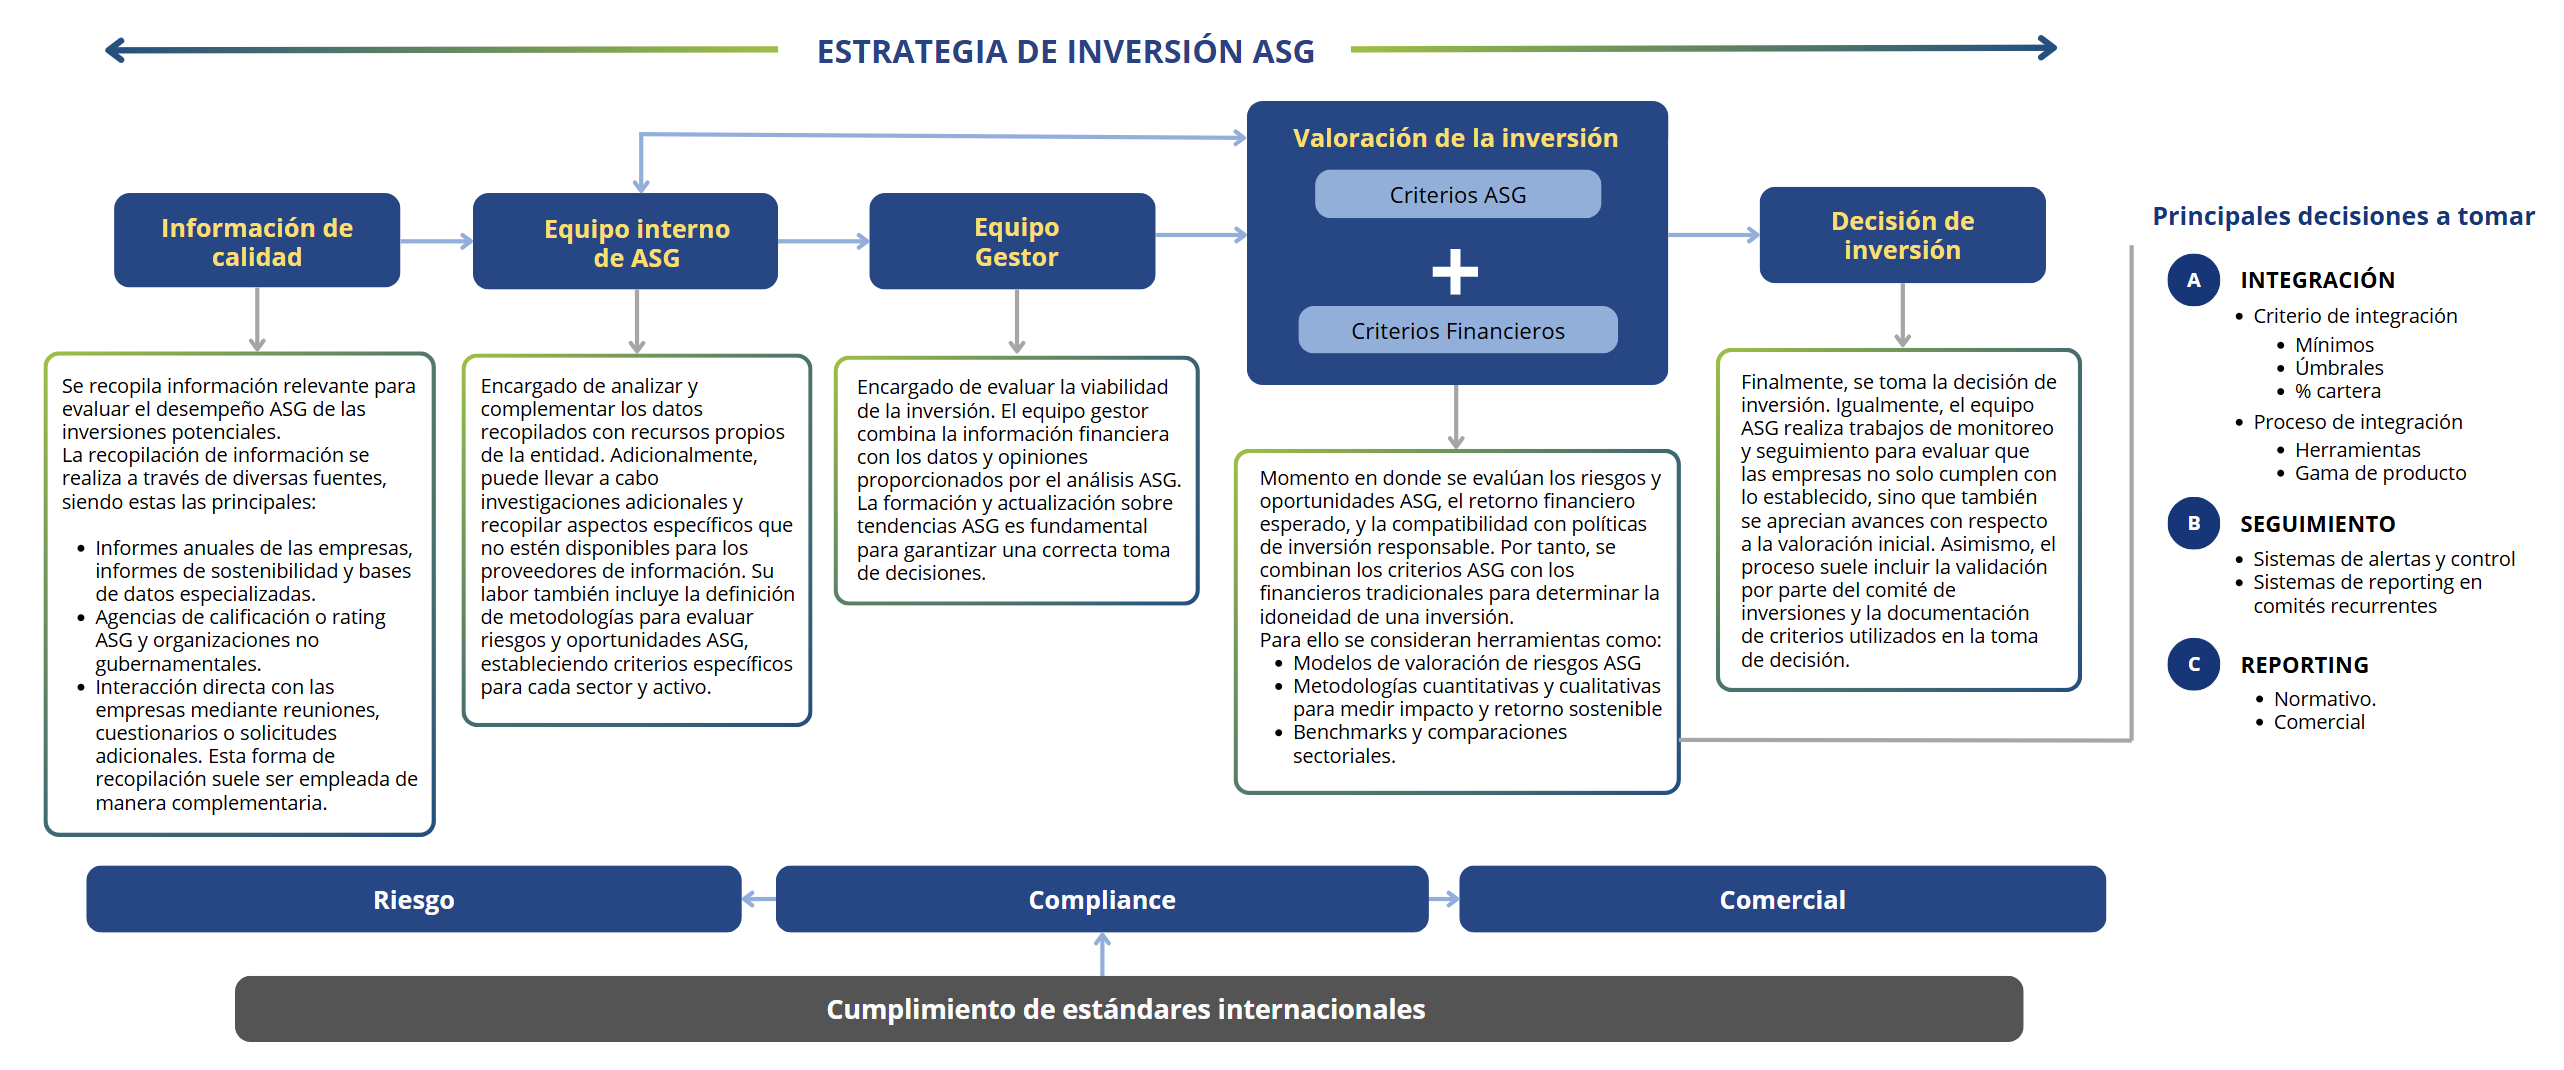 ESTRATEGIA DE INVERSIÓN ASG
Información de
calidad
Se recopila información relevante para
evaluar el desempeño ASG de las
inversiones potenciales.
La recopilación de información se
realiza a través de diversas fuentes,
siendo estas las principales:
• Informes anuales de las empresas,
informes de sostenibilidad y bases
de datos especializadas.
• Agencias de calificación o rating
ASG y organizaciones no
gubernamentales.
• Interacción directa con las
empresas mediante reuniones,
cuestionarios o solicitudes
adicionales. Esta forma de
recopilación suele ser empleada de
manera complementaria.
Equipo interno
de ASG
Encargado de analizar y
complementar los datos
recopilados con recursos propios
de la entidad. Adicionalmente,
puede llevar a cabo
investigaciones adicionales y
recopilar aspectos específicos que
no estén disponibles para los
proveedores de información. Su
labor también incluye la definición
de metodologías para evaluar
riesgos y oportunidades ASG,
estableciendo criterios específicos
para cada sector y activo.
Equipo
Gestor
Encargado de evaluar la viabilidad
de la inversión. El equipo gestor
combina la información financiera
con los datos y opiniones
proporcionados por el análisis ASG.
La formación y actualización sobre
tendencias ASG es fundamental
para garantizar una correcta toma
de decisiones.
Valoración de la inversión
Criterios ASG
+
Criterios Financieros
Momento en donde se evalúan los riesgos y
oportunidades ASG, el retorno financiero
esperado, y la compatibilidad con políticas
de inversión responsable. Por tanto, se
combinan los criterios ASG con los
financieros tradicionales para determinar la
idoneidad de una inversión.
Para ello se consideran herramientas como:
• Modelos de valoración de riesgos ASG
• Metodologías cuantitativas y cualitativas
para medir impacto y retorno sostenible
• Benchmarks y comparaciones
sectoriales.
Decisión de
inversión
Finalmente, se toma la decisión de
inversión. Igualmente, el equipo
ASG realiza trabajos de monitoreo
y seguimiento para evaluar que
las empresas no solo cumplen con
lo establecido, sino que también
se aprecian avances con respecto
a la valoración inicial. Asimismo, el
proceso suele incluir la validación
por parte del comité de
inversiones y la documentación
de criterios utilizados en la toma
de decisión.
Principales decisiones a tomar
A INTEGRACIÓN
• Criterio de integración
• Mínimos
• Úmbrales
• % cartera
• Proceso de integración
• Herramientas
• Gama de producto
B SEGUIMIENTO
• Sistemas de alertas y control
• Sistemas de reporting en
comités recurrentes
C REPORTING
• Normativo.
• Comercial
Riesgo
Compliance
Comercial
Cumplimiento de estándares internacionales